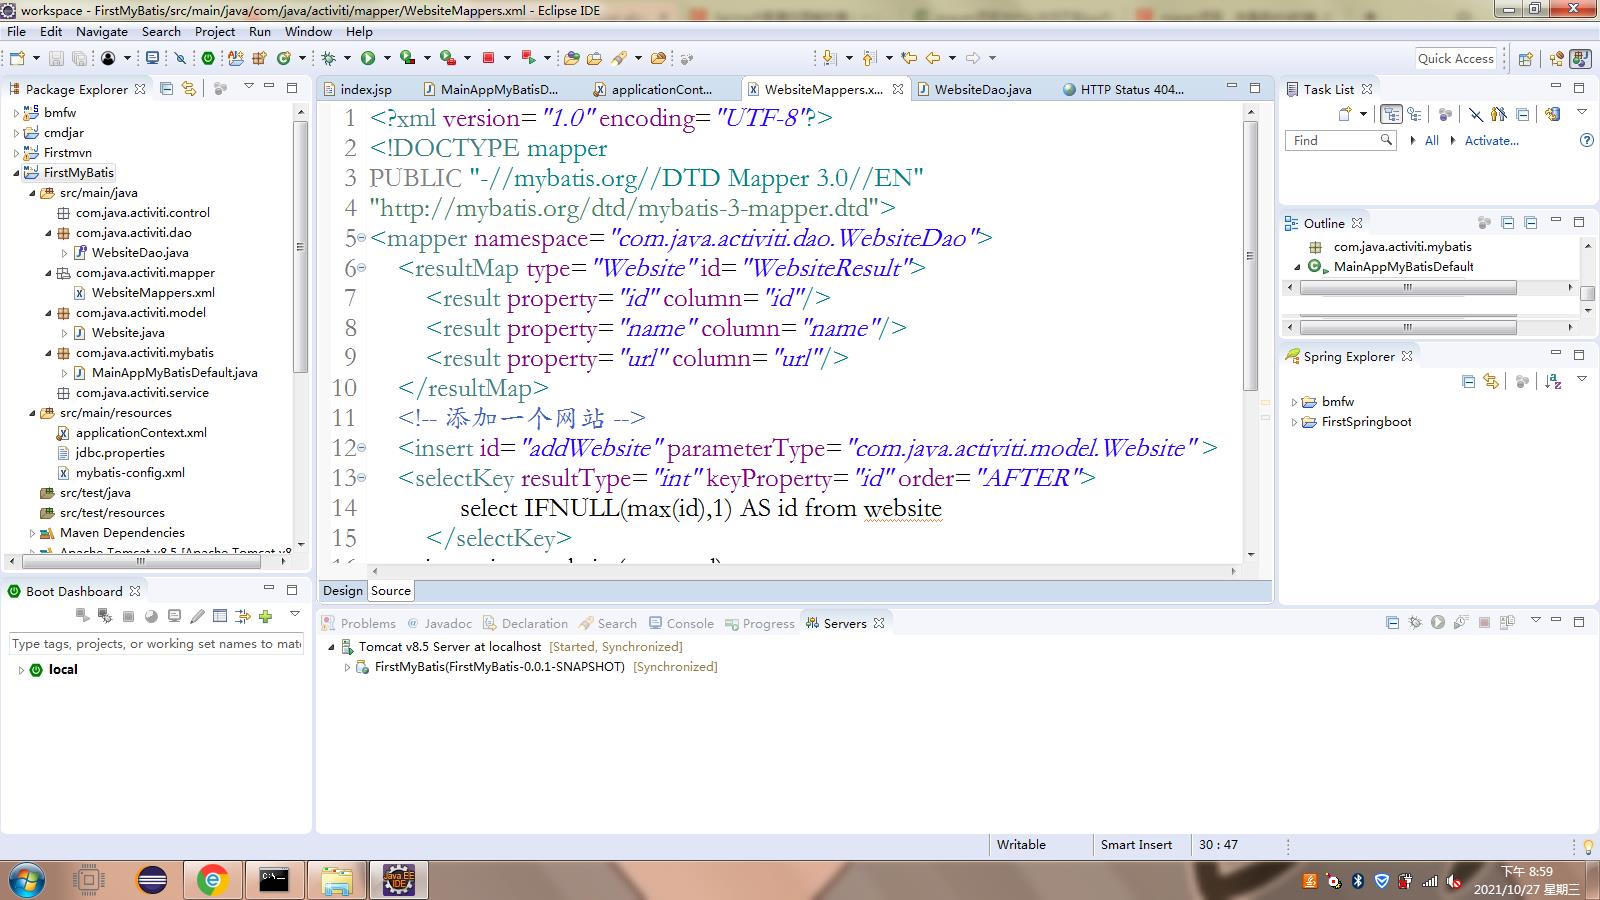 workspace - FirstMyBatis/src/main/java/com/java/activiti/mapper/WebsiteMappers.xml - Eclipse IDE
File Edit Navigate Search Project Run Window Help
Quick Access
Package Explorer
bmfw
cmdjar
Firstmvn
FirstMyBatis
src/main/java
com.java.activiti.control
com.java.activiti.dao
WebsiteDao.java
com.java.activiti.mapper
WebsiteMappers.xml
com.java.activiti.model
Website.java
com.java.activiti.mybatis
MainAppMyBatisDefault.java
com.java.activiti.service
src/main/resources
applicationContext.xml
jdbc.properties
mybatis-config.xml
src/test/java
src/test/resources
Maven Dependencies
Apache Tomcat v8.5 [Apache Tomcat v8
Boot Dashboard
Type tags, projects, or working set names to mat
local
index.jsp MainAppMyBatisD... applicationCont... WebsiteMappers.x... WebsiteDao.java HTTP Status 404...
1 <?xml version="1.0" encoding="UTF-8"?>
2 <!DOCTYPE mapper
3 PUBLIC "-//mybatis.org//DTD Mapper 3.0//EN"
4 "http://mybatis.org/dtd/mybatis-3-mapper.dtd">
5 <mapper namespace="com.java.activiti.dao.WebsiteDao">
6 <resultMap type="Website" id="WebsiteResult">
7 <result property="id" column="id"/>
8 <result property="name" column="name"/>
9 <result property="url" column="url"/>
10 </resultMap>
11 <!-- 添加一个网站 -->
12 <insert id="addWebsite" parameterType="com.java.activiti.model.Website" >
13 <selectKey resultType="int" keyProperty="id" order="AFTER">
14 select IFNULL(max(id),1) AS id from website
15 </selectKey>
Design Source
Problems Javadoc Declaration Search Console Progress Servers
Tomcat v8.5 Server at localhost [Started, Synchronized]
FirstMyBatis(FirstMyBatis-0.0.1-SNAPSHOT) [Synchronized]
Task List
Find All Activate...
Outline
com.java.activiti.mybatis
MainAppMyBatisDefault
Spring Explorer
bmfw
FirstSpringboot
Writable Smart Insert 30 : 47
Java EE
IDE
下午 8:59
2021/10/27 星期三